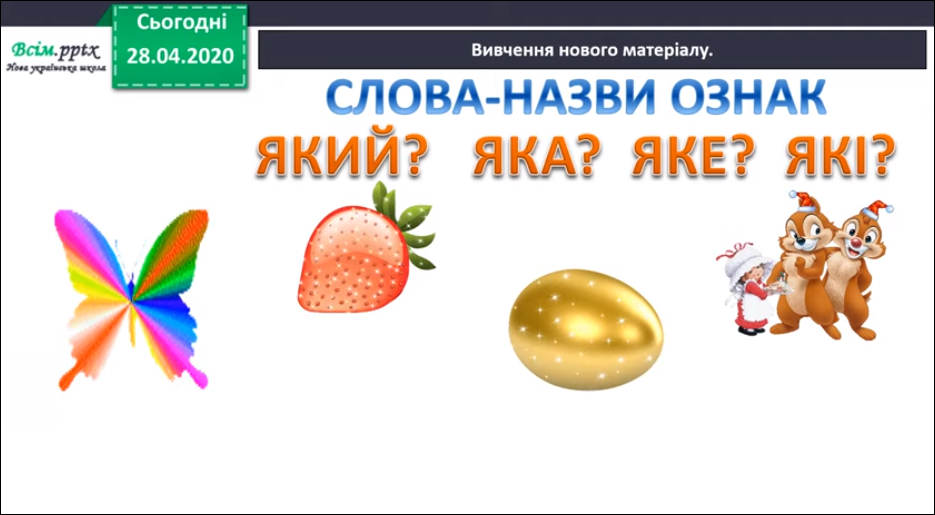 Сьогодні
28.04.2020
Всім.pptx
Нова українська школа
Вивчення нового матеріалу.
СЛОВА-НАЗВИ ОЗНАК
ЯКИЙ? ЯКА? ЯКЕ? ЯКІ?